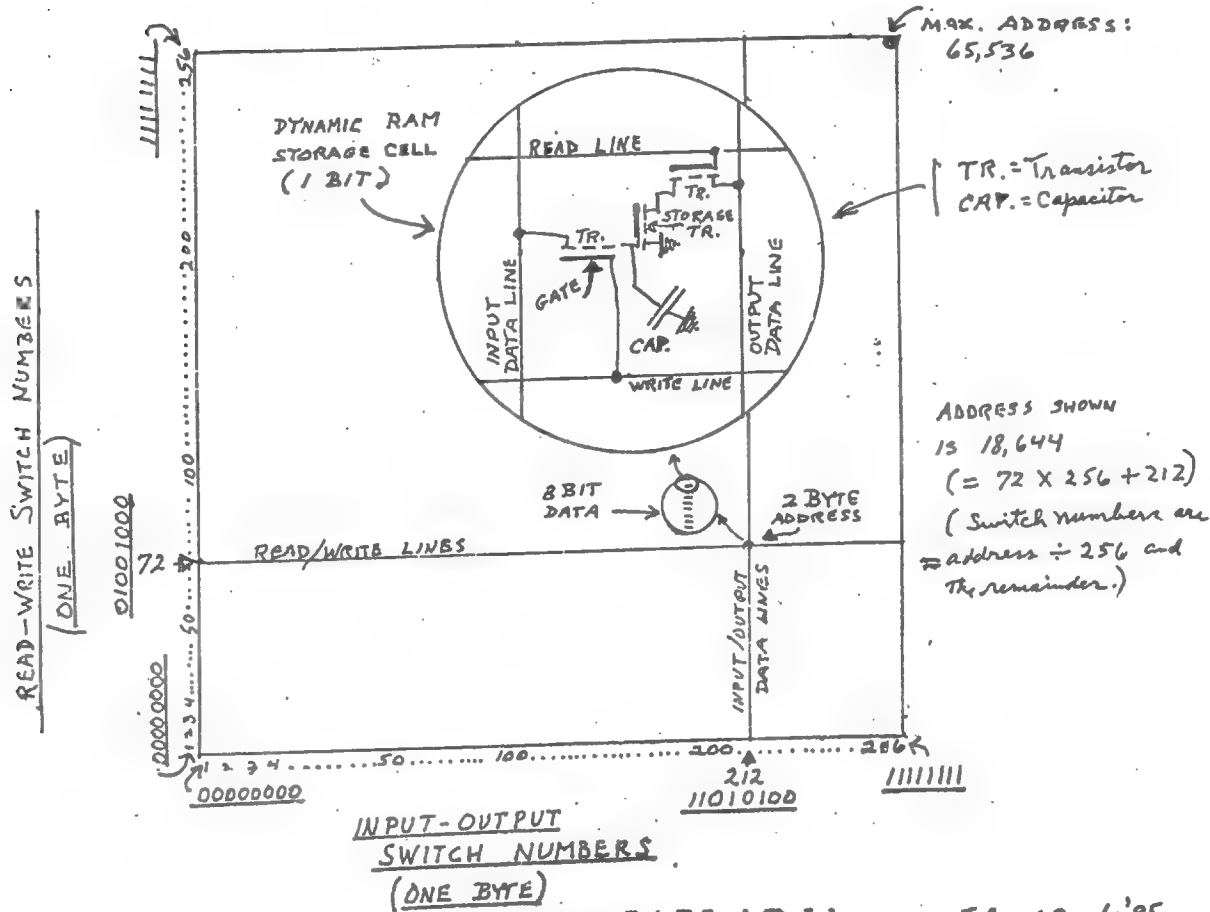 MAX. ADDRESS:
65,536
11111111
256
DYNAMIC RAM
STORAGE CELL
(1 BIT)
READ LINE
TR.
STORAGE
TR.
TR.
GATE
CAP.
INPUT
DATA LINE
OUTPUT
DATA LINE
WRITE LINE
TR. = Transistor
CAP. = Capacitor
READ-WRITE SWITCH NUMBERS
(ONE BYTE)
200
100
8 BIT
DATA
2 BYTE
ADDRESS
ADDRESS SHOWN
IS 18,644
(= 72 X 256 + 212)
(Switch numbers are
= address ÷ 256 and
the remainder.)
01001000
72
READ/WRITE LINES
50
INPUT/OUTPUT
DATA LINES
00000000
1 2 3 4
1 2 3 4 ........ 50 ........ 100 ........ 200 ........ 256
00000000
212
11010100
11111111
INPUT-OUTPUT
SWITCH NUMBERS
(ONE BYTE)